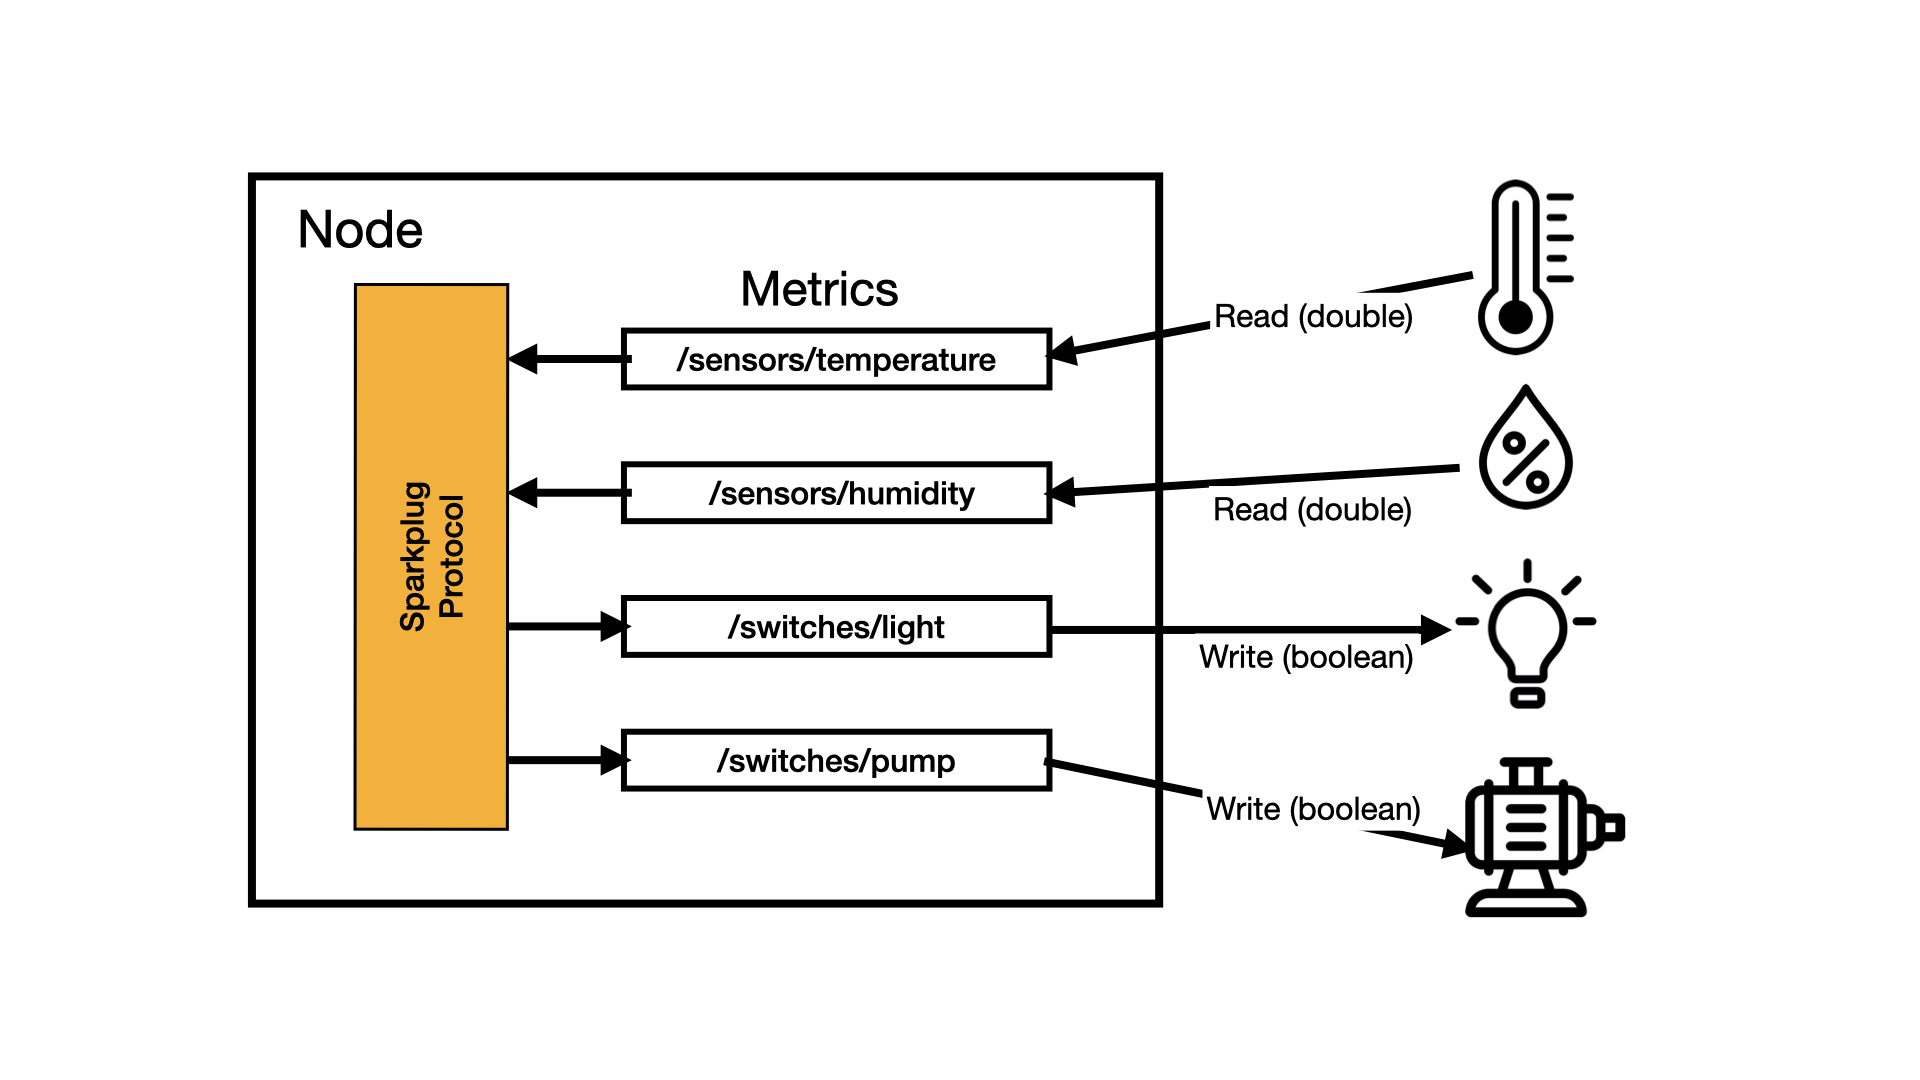 Node
Metrics
Sparkplug
Protocol
/sensors/temperature
Read (double)
/sensors/humidity
Read (double)
/switches/light
Write (boolean)
/switches/pump
Write (boolean)
%